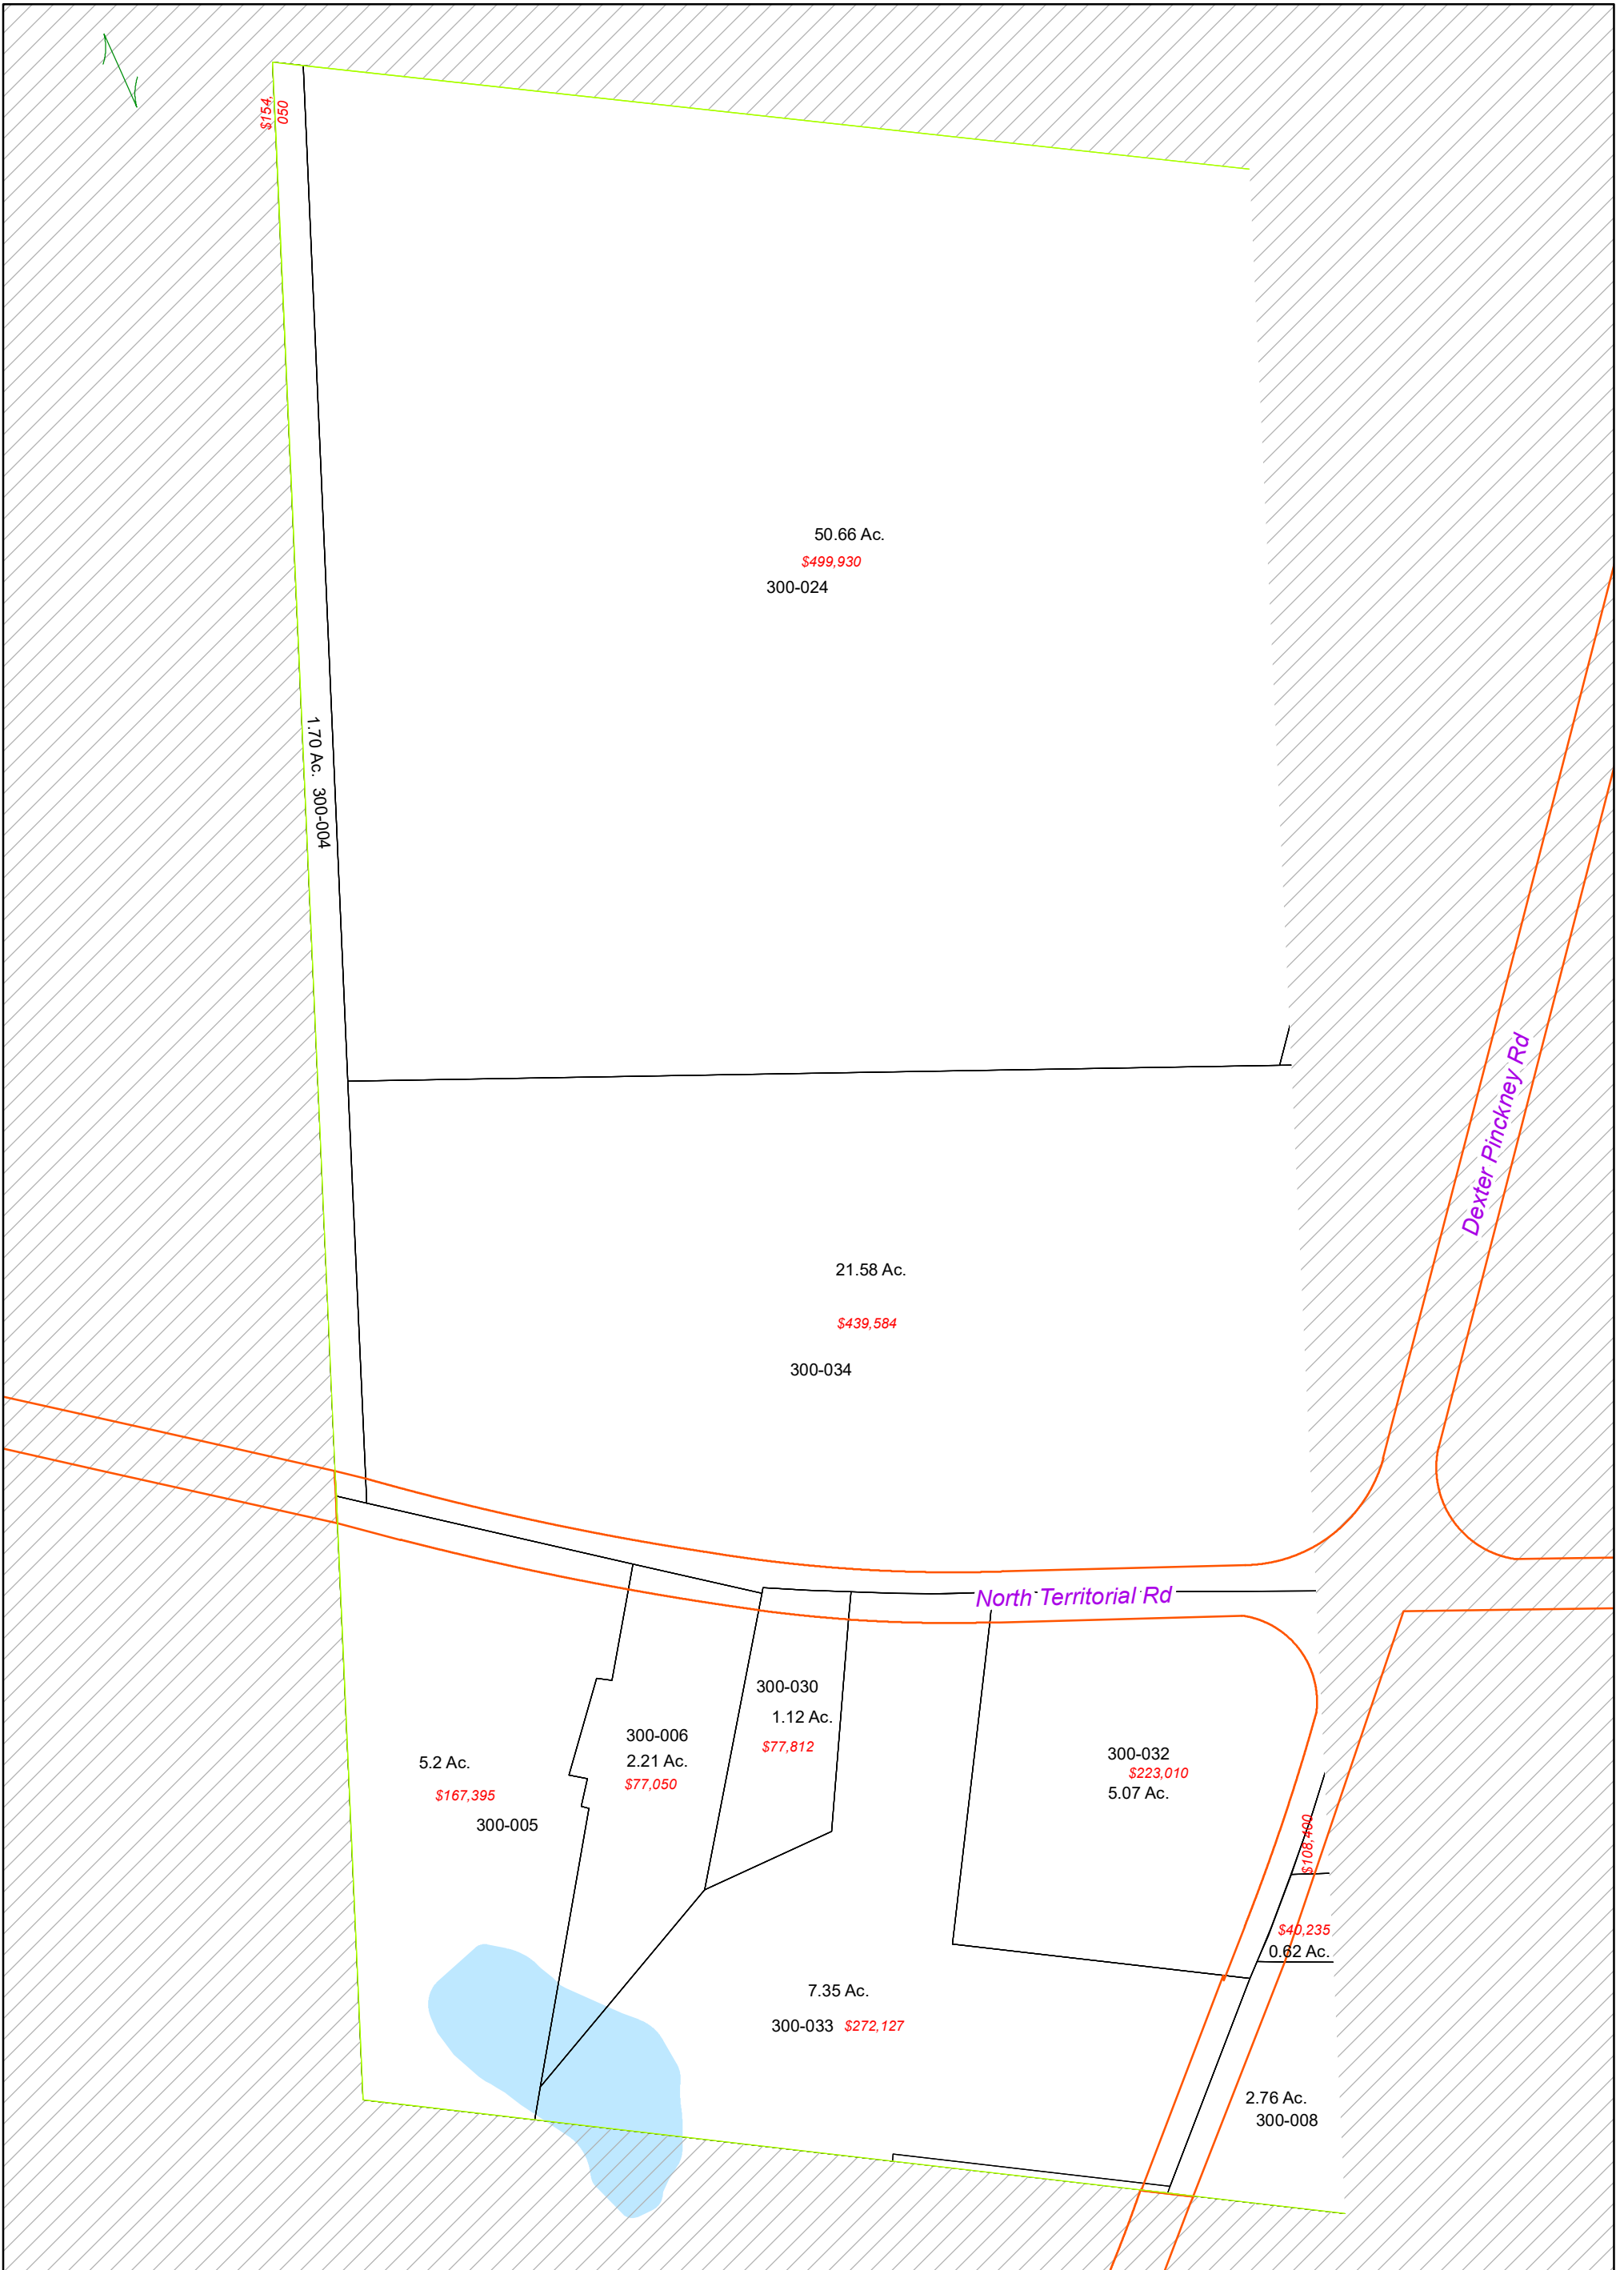 $154,
050
50.66 Ac.
$499,930
300-024
1.70 Ac. 300-004
Dexter Pinckney Rd
21.58 Ac.
$439,584
300-034
North Territorial Rd
300-030
1.12 Ac.
$77,812
300-006
2.21 Ac.
$77,050
5.2 Ac.
$167,395
300-005
300-032
$223,010
5.07 Ac.
$108,400
$40,235
0.62 Ac.
7.35 Ac.
300-033 $272,127
2.76 Ac.
300-008